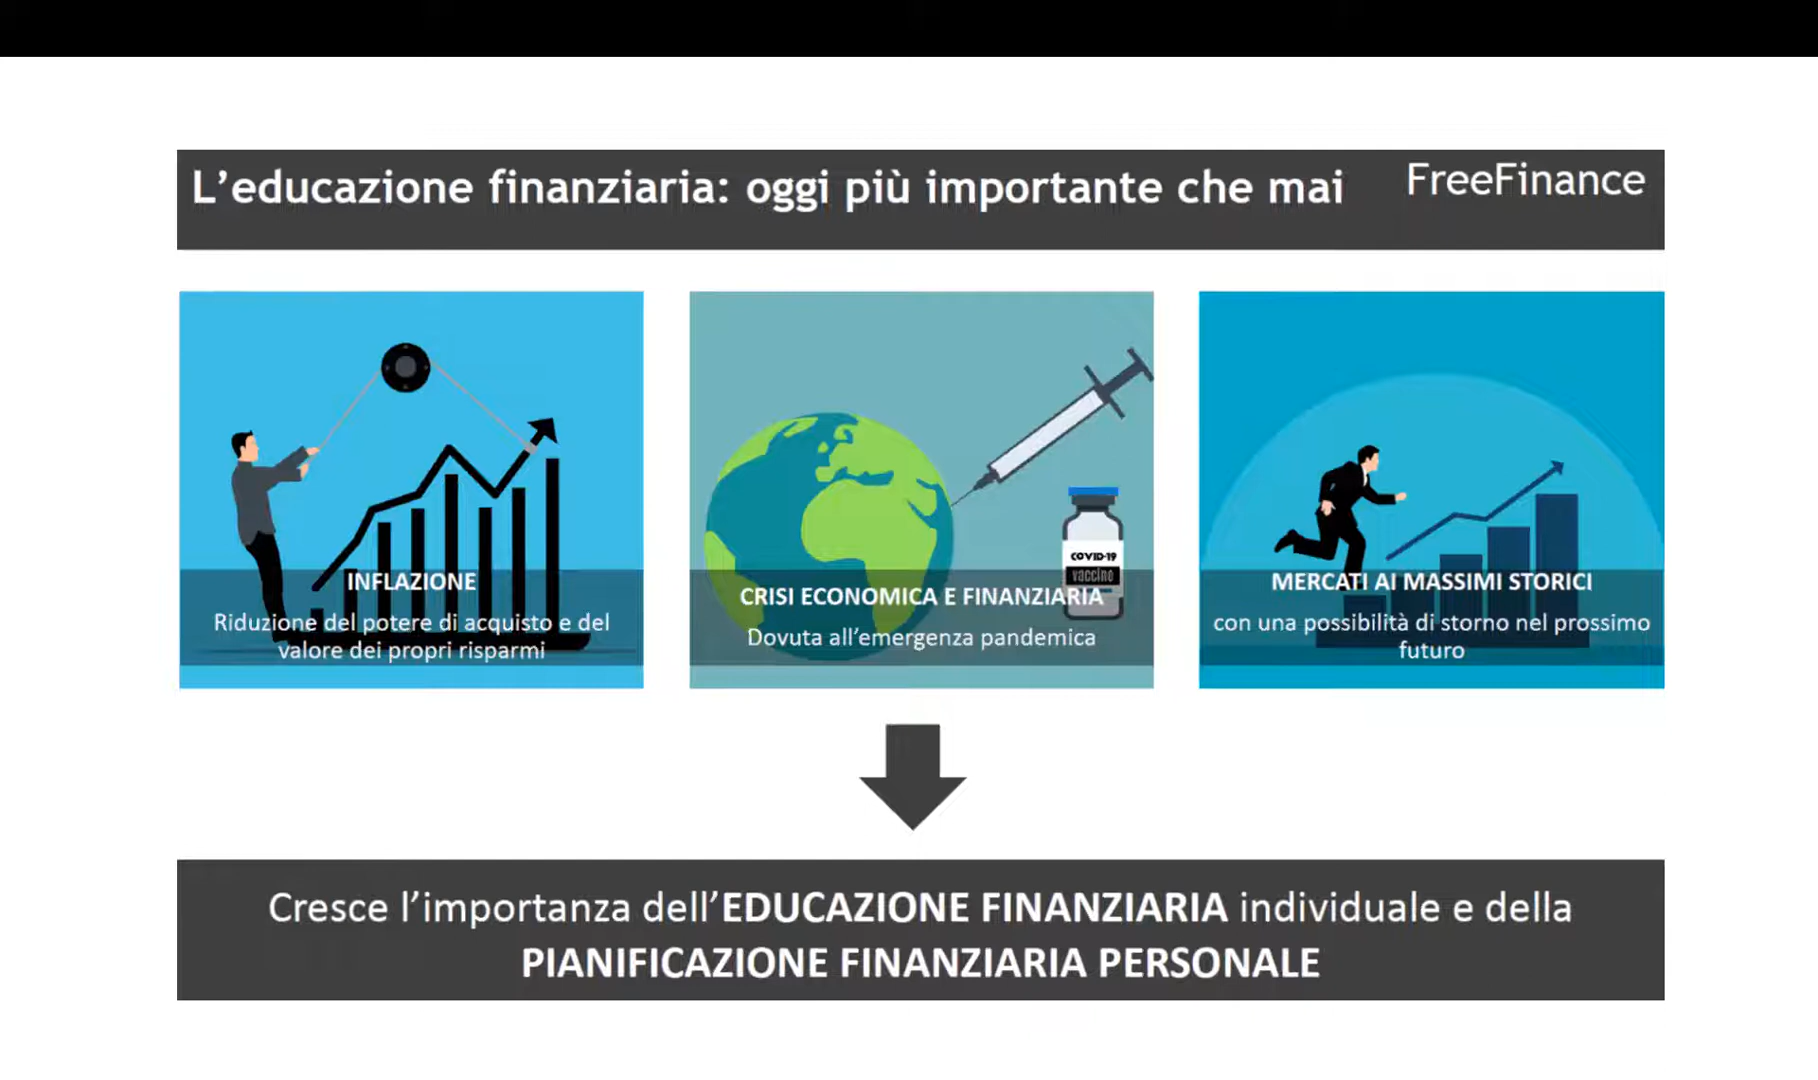 L’educazione finanziaria: oggi più importante che mai
FreeFinance
INFLAZIONE
Riduzione del potere di acquisto e del
valore dei propri risparmi
COVID-19
vaccino
CRISI ECONOMICA E FINANZIARIA
Dovuta all’emergenza pandemica
MERCATI AI MASSIMI STORICI
con una possibilità di storno nel prossimo
futuro
Cresce l’importanza dell’EDUCAZIONE FINANZIARIA individuale e della
PIANIFICAZIONE FINANZIARIA PERSONALE